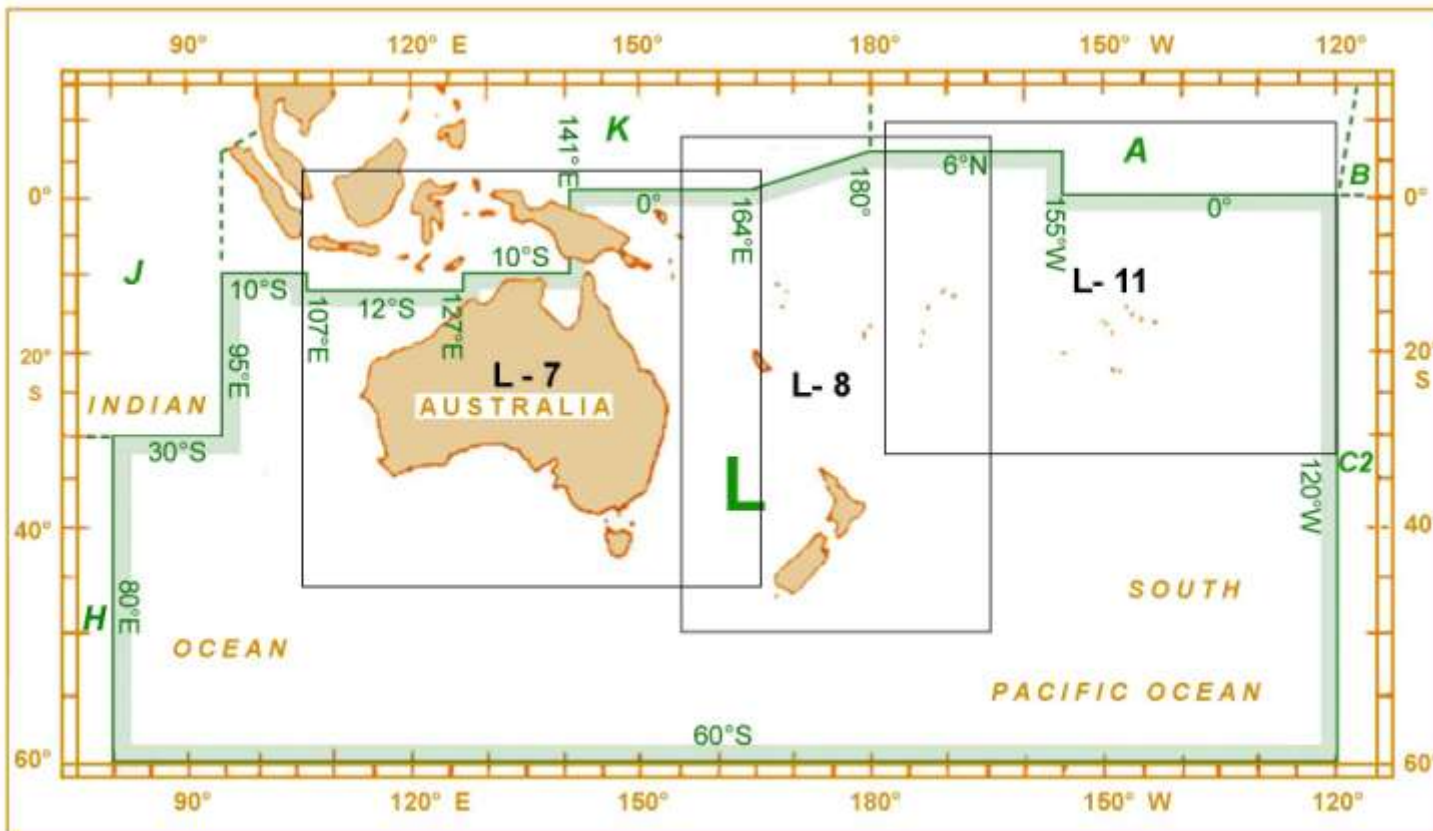 90° 120° E 150° 180° 150° W 120°
K
141°E
A
6°N
B
0° 0° 164°E 180° 155°W 0° 0°
J
10°S
10°S 12°S
L- 11
107°E 127°E
95°E
20° S
20° S
L - 7
L- 8
INDIAN
AUSTRALIA
30°S
L
120°W
C2
40° 40°
H
80°E
SOUTH
OCEAN
PACIFIC OCEAN
60°S
60° 60°
90° 120° E 150° 180° 150° W 120°